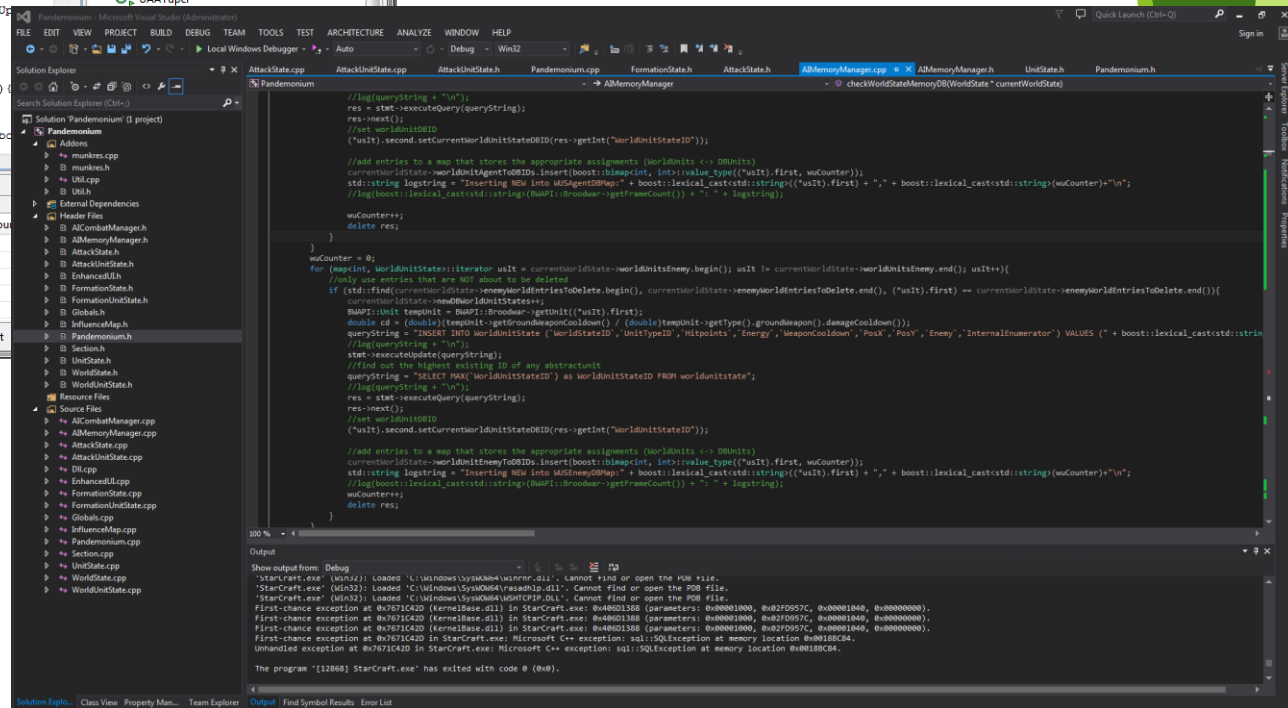 Pandemonium - Microsoft Visual Studio (Administrator)
Quick Launch (Ctrl+Q)
FILE EDIT VIEW PROJECT BUILD DEBUG TEAM TOOLS TEST ARCHITECTURE ANALYZE WINDOW HELP
Sign in
Local Windows Debugger Auto Debug Win32
Solution Explorer
AttackState.cpp AttackUnitState.cpp AttackUnitState.h Pandemonium.cpp FormationState.h AttackState.h AIMemoryManager.cpp AIMemoryManager.h UnitState.h Pandemonium.h
Pandemonium AIMemoryManager checkWorldStateMemoryDB(WorldState * currentWorldState)
Search Solution Explorer (Ctrl+;)
Solution 'Pandemonium' (1 project)
Pandemonium
Addons
munkres.cpp
munkres.h
Util.cpp
Util.h
External Dependencies
Header Files
AICombatManager.h
AIMemoryManager.h
AttackState.h
AttackUnitState.h
EnhancedUI.h
FormationState.h
FormationUnitState.h
Globals.h
InfluenceMap.h
Pandemonium.h
Section.h
UnitState.h
WorldState.h
WorldUnitState.h
Resource Files
Source Files
AICombatManager.cpp
AIMemoryManager.cpp
AttackState.cpp
AttackUnitState.cpp
Dll.cpp
EnhancedUI.cpp
FormationState.cpp
FormationUnitState.cpp
Globals.cpp
InfluenceMap.cpp
Pandemonium.cpp
Section.cpp
UnitState.cpp
WorldState.cpp
WorldUnitState.cpp
//log(queryString + "\n");
res = stmt->executeQuery(queryString);
res->next();
//set worldUnitDBID
(*usIt).second.setCurrentWorldUnitStateDBID(res->getInt("WorldUnitStateID"));
//add entries to a map that stores the appropriate assignments (WorldUnits <-> DBUnits)
currentWorldState->worldUnitAgentToDBIDs.insert(boost::bimap<int, int>::value_type((*usIt).first, wuCounter));
std::string logstring = "Inserting NEW into WUSAgentDBMap:" + boost::lexical_cast<std::string>((*usIt).first) + "," + boost::lexical_cast<std::string>(wuCounter)+"\n";
//log(boost::lexical_cast<std::string>(BWAPI::Broodwar->getFrameCount()) + ": " + logstring);
wuCounter++;
delete res;
}
}
wuCounter = 0;
for (map<int, WorldUnitState>::iterator usIt = currentWorldState->worldUnitsEnemy.begin(); usIt != currentWorldState->worldUnitsEnemy.end(); usIt++){
//only use entries that are NOT about to be deleted
if (std::find(currentWorldState->enemyWorldEntriesToDelete.begin(), currentWorldState->enemyWorldEntriesToDelete.end(), (*usIt).first) == currentWorldState->enemyWorldEntriesToDelete.end()){
currentWorldState->newDBWorldUnitStates++;
BWAPI::Unit tempUnit = BWAPI::Broodwar->getUnit((*usIt).first);
double cd = (double)(tempUnit->getGroundWeaponCooldown() / (double)tempUnit->getType().groundWeapon().damageCooldown());
queryString = "INSERT INTO WorldUnitState (`WorldStateID`,`UnitTypeID`,`Hitpoints`,`Energy`,`WeaponCooldown`,`PosX`,`PosY`,`Enemy`,`InternalEnumerator`) VALUES (" + boost::lexical_cast<std::strin
//log(queryString + "\n");
stmt->executeUpdate(queryString);
//find out the highest existing ID of any abstractunit
queryString = "SELECT MAX(`WorldUnitStateID`) as WorldUnitStateID FROM worldunitstate";
//log(queryString + "\n");
res = stmt->executeQuery(queryString);
res->next();
//set worldUnitDBID
(*usIt).second.setCurrentWorldUnitStateDBID(res->getInt("WorldUnitStateID"));
//add entries to a map that stores the appropriate assignments (WorldUnits <-> DBUnits)
currentWorldState->worldUnitEnemyToDBIDs.insert(boost::bimap<int, int>::value_type((*usIt).first, wuCounter));
std::string logstring = "Inserting NEW into WUSEnemyDBMap:" + boost::lexical_cast<std::string>((*usIt).first) + "," + boost::lexical_cast<std::string>(wuCounter)+"\n";
//log(boost::lexical_cast<std::string>(BWAPI::Broodwar->getFrameCount()) + ": " + logstring);
wuCounter++;
delete res;
}
100 %
Output
Show output from: Debug
'StarCraft.exe' (Win32): Loaded 'C:\Windows\SysWOW64\winrnr.dll'. Cannot find or open the PDB file.
'StarCraft.exe' (Win32): Loaded 'C:\Windows\SysWOW64\rasadhlp.dll'. Cannot find or open the PDB file.
'StarCraft.exe' (Win32): Loaded 'C:\Windows\SysWOW64\WSHTCPIP.DLL'. Cannot find or open the PDB file.
First-chance exception at 0x7671C42D (KernelBase.dll) in StarCraft.exe: 0x406D1388 (parameters: 0x00001000, 0x02FD957C, 0x00001040, 0x00000000).
First-chance exception at 0x7671C42D (KernelBase.dll) in StarCraft.exe: 0x406D1388 (parameters: 0x00001000, 0x02FD957C, 0x00001040, 0x00000000).
First-chance exception at 0x7671C42D (KernelBase.dll) in StarCraft.exe: 0x406D1388 (parameters: 0x00001000, 0x02FD957C, 0x00001040, 0x00000000).
First-chance exception at 0x7671C42D in StarCraft.exe: Microsoft C++ exception: sql::SQLException at memory location 0x0018BC84.
Unhandled exception at 0x7671C42D in StarCraft.exe: Microsoft C++ exception: sql::SQLException at memory location 0x0018BC84.
The program '[12868] StarCraft.exe' has exited with code 0 (0x0).
Solution Explo... Class View Property Man... Team Explorer Output Find Symbol Results Error List
Server Explorer
Toolbox
Notifications
Properties